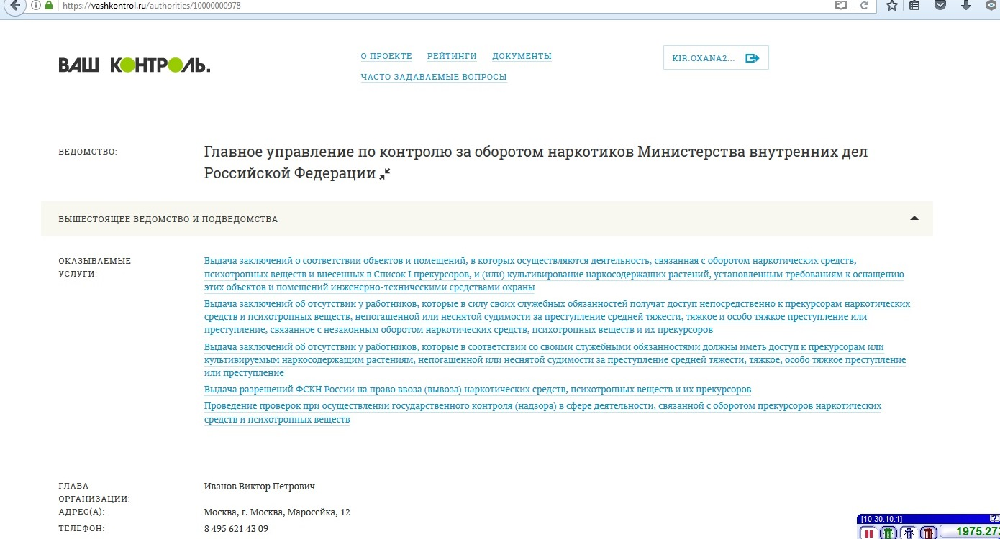 https://vashkontrol.ru/authorities/10000000978
ВАШ КОНТРОЛЬ.
О ПРОЕКТЕ РЕЙТИНГИ ДОКУМЕНТЫ
ЧАСТО ЗАДАВАЕМЫЕ ВОПРОСЫ
KIR.OXANA2...
ВЕДОМСТВО:
Главное управление по контролю за оборотом наркотиков Министерства внутренних дел
Российской Федерации
ВЫШЕСТОЯЩЕЕ ВЕДОМСТВО И ПОДВЕДОМСТВА
ОКАЗЫВАЕМЫЕ
УСЛУГИ:
Выдача заключений о соответствии объектов и помещений, в которых осуществляются деятельность, связанная с оборотом наркотических средств,
психотропных веществ и внесенных в Список I прекурсоров, и (или) культивирование наркосодержащих растений, установленным требованиям к оснащению
этих объектов и помещений инженерно-техническими средствами охраны
Выдача заключений об отсутствии у работников, которые в силу своих служебных обязанностей получат доступ непосредственно к прекурсорам наркотических
средств и психотропных веществ, непогашенной или неснятой судимости за преступление средней тяжести, тяжкое и особо тяжкое преступление или
преступление, связанное с незаконным оборотом наркотических средств, психотропных веществ и их прекурсоров
Выдача заключений об отсутствии у работников, которые в соответствии со своими служебными обязанностями должны иметь доступ к прекурсорам или
культивируемым наркосодержащим растениям, непогашенной или неснятой судимости за преступление средней тяжести, тяжкое, особо тяжкое преступление
или преступление
Выдача разрешений ФСКН России на право ввоза (вывоза) наркотических средств, психотропных веществ и их прекурсоров
Проведение проверок при осуществлении государственного контроля (надзора) в сфере деятельности, связанной с оборотом прекурсоров наркотических
средств и психотропных веществ
ГЛАВА
ОРГАНИЗАЦИИ:
Иванов Виктор Петрович
АДРЕС(А):
Москва, г. Москва, Маросейка, 12
ТЕЛЕФОН:
8 495 621 43 09
[10.30.10.1]
?
1975.27